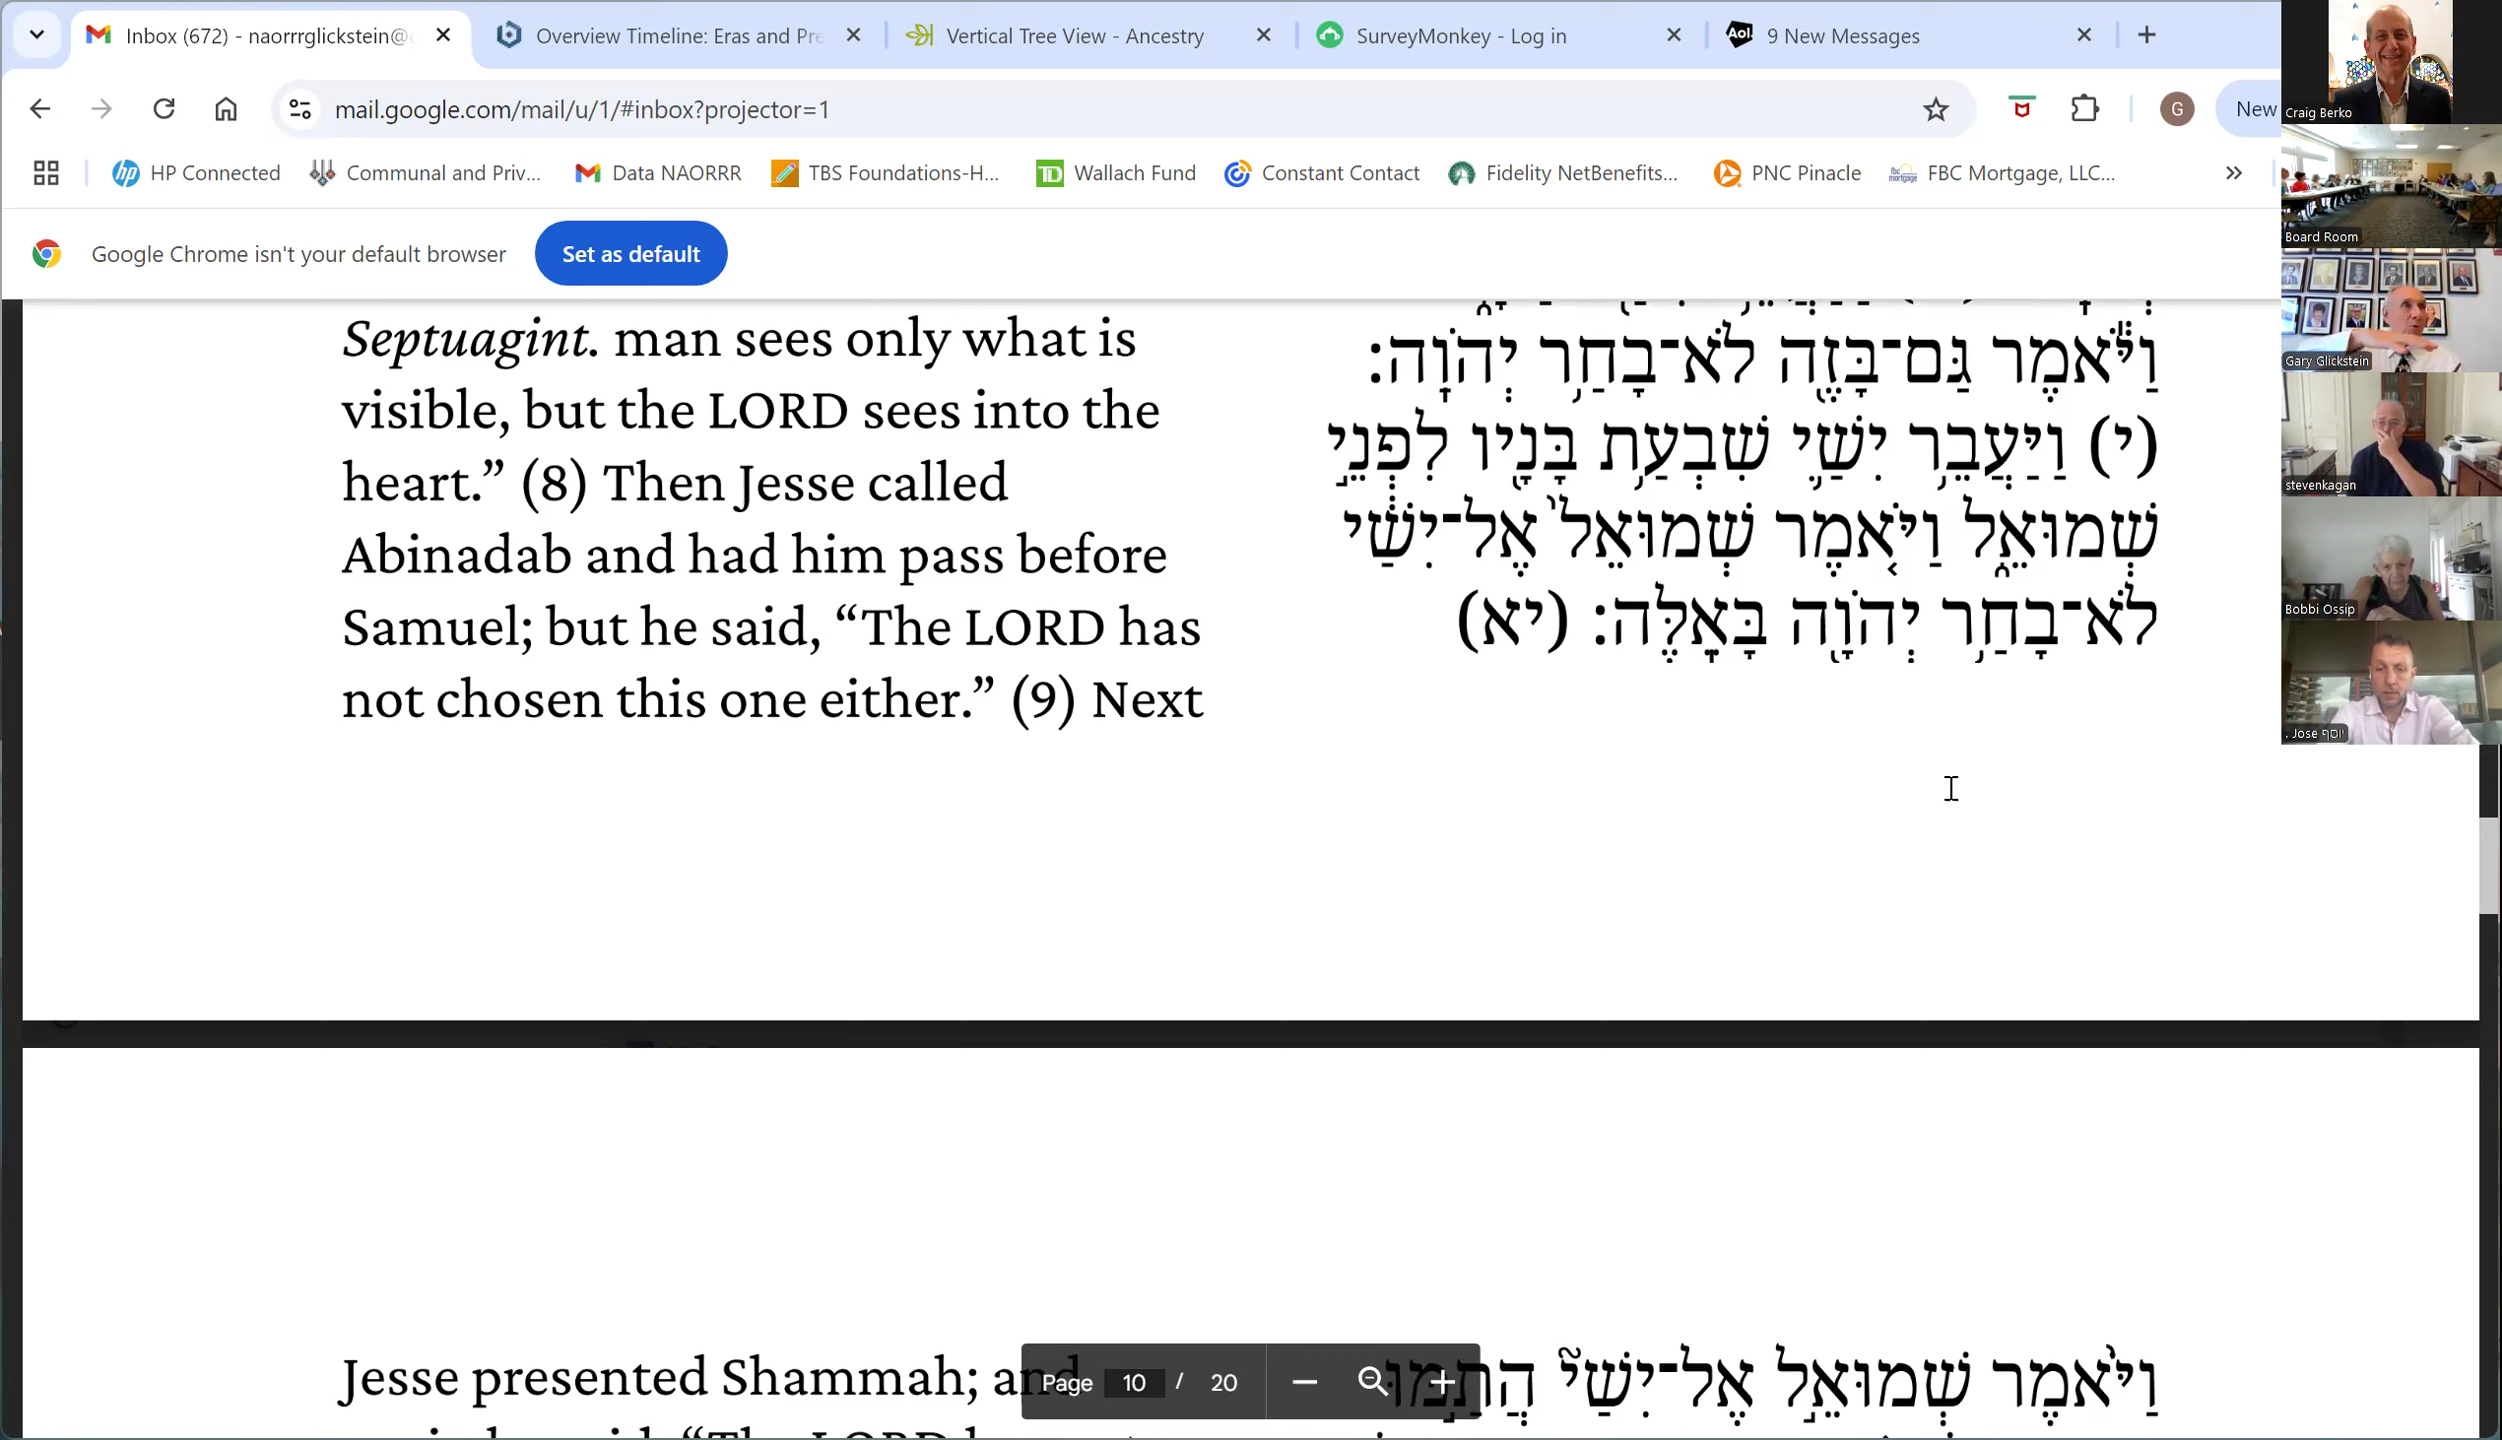 Inbox (672) - naorrrglickstein@
Overview Timeline: Eras and Pre
Vertical Tree View - Ancestry
SurveyMonkey - Log in
Aol.
9 New Messages
mail.google.com/mail/u/1/#inbox?projector=1
G
New
hp
HP Connected
Communal and Priv...
Data NAORRR
TBS Foundations-H...
TD
Wallach Fund
Constant Contact
Fidelity NetBenefits...
PNC Pinacle
FBC Mortgage, LLC...
Google Chrome isn't your default browser
Set as default
Septuagint. man sees only what is
visible, but the LORD sees into the
heart.” (8) Then Jesse called
Abinadab and had him pass before
Samuel; but he said, “The LORD has
not chosen this one either.” (9) Next
וַיֹּ֕אמֶר גַּם־בָּזֶ֖ה לֹא־בָחַ֥ר יְהֹוָֽה׃
(י) וַיַּעֲבֵ֥ר יִשַׁ֛י שִׁבְעַ֥ת בָּנָ֖יו לִפְנֵ֣י
שְׁמוּאֵ֑ל וַיֹּ֤אמֶר שְׁמוּאֵל֙ אֶל־יִשַׁ֔י
לֹא־בָחַ֥ר יְהֹוָ֖ה בָּאֵֽלֶּה׃ (יא)
Jesse presented Shammah; and
וַיֹּ֨אמֶר שְׁמוּאֵ֣ל אֶל־יִשַׁי֮ הֲתַ֣מּוּ
Page 10 / 20
Craig Berko
Board Room
Gary Glickstein
stevenkagan
Bobbi Ossip
. Jose יוסף